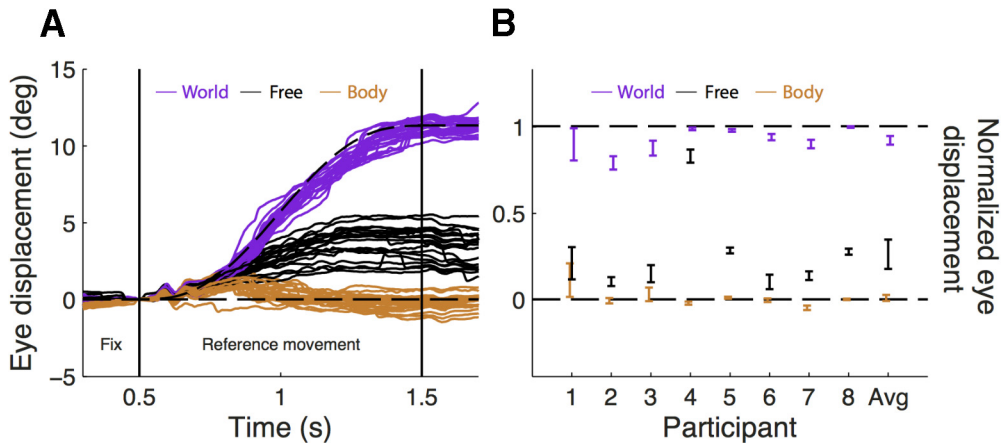 A
Eye displacement (deg)
15
10
5
0
−5
World Free Body
Fix
Reference movement
0.5 1 1.5
Time (s)
B
World Free Body
1
0.5
0
1 2 3 4 5 6 7 8 Avg
Participant
Normalized eye
displacement